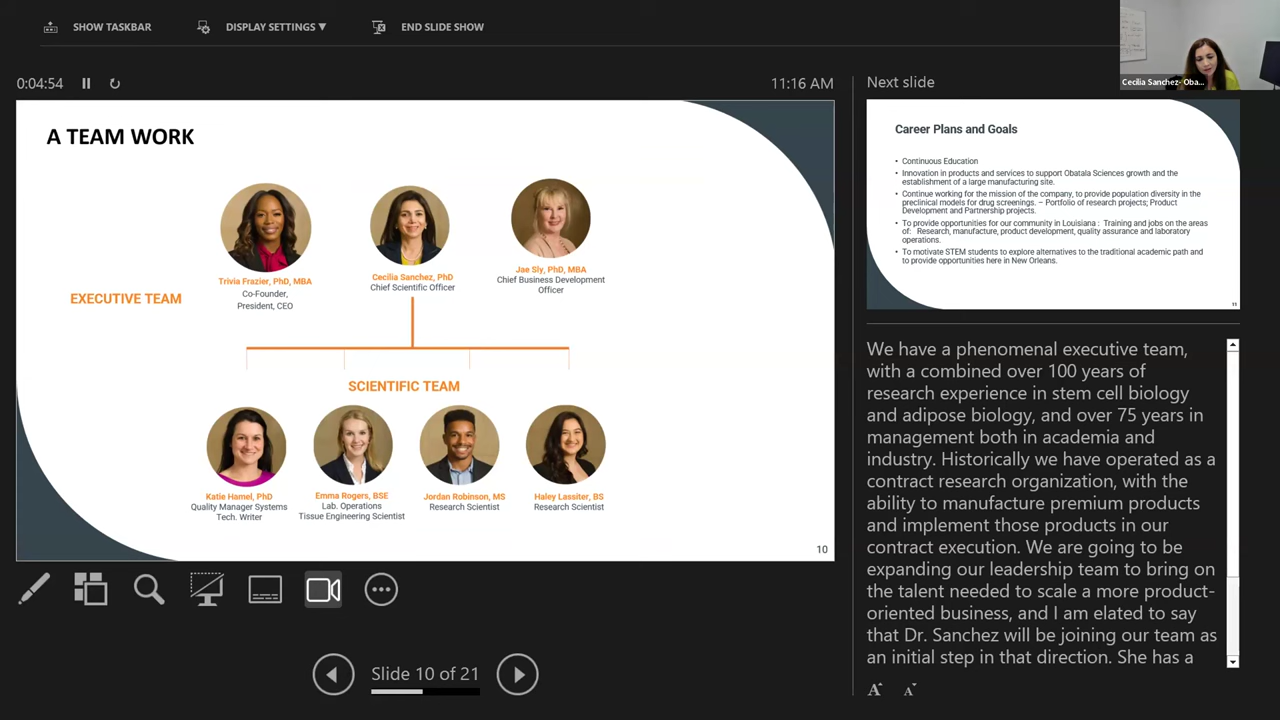 SHOW TASKBAR
DISPLAY SETTINGS ▼
END SLIDE SHOW
Cecilia Sanchez- Oba...
0:04:54
11:16 AM
Next slide
A TEAM WORK
Trivia Frazier, PhD, MBA
Co-Founder,
President, CEO
Cecilia Sanchez, PhD
Chief Scientific Officer
Jae Sly, PhD, MBA
Chief Business Development
Officer
EXECUTIVE TEAM
SCIENTIFIC TEAM
Katie Hamel, PhD
Quality Manager Systems
Tech. Writer
Emma Rogers, BSE
Lab. Operations
Tissue Engineering Scientist
Jordan Robinson, MS
Research Scientist
Haley Lassiter, BS
Research Scientist
10
Career Plans and Goals
• Continuous Education
• Innovation in products and services to support Obatala Sciences growth and the
establishment of a large manufacturing site.
• Continue working for the mission of the company, to provide population diversity in the
preclinical models for drug screenings. – Portfolio of research projects; Product
Development and Partnership projects.
• To provide opportunities for our community in Louisiana : Training and jobs on the areas
of: Research, manufacture, product development, quality assurance and laboratory
operations.
• To motivate STEM students to explore alternatives to the traditional academic path and
to provide opportunities here in New Orleans.
11
We have a phenomenal executive team,
with a combined over 100 years of
research experience in stem cell biology
and adipose biology, and over 75 years in
management both in academia and
industry. Historically we have operated as a
contract research organization, with the
ability to manufacture premium products
and implement those products in our
contract execution. We are going to be
expanding our leadership team to bring on
the talent needed to scale a more product-
oriented business, and I am elated to say
that Dr. Sanchez will be joining our team as
an initial step in that direction. She has a
Slide 10 of 21
A A